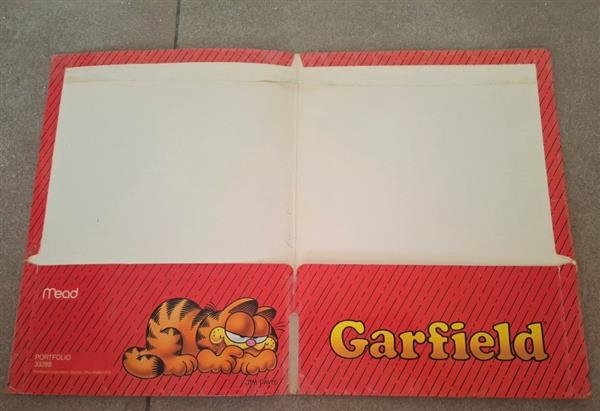 Mead
PORTFOLIO
33288
JIM DAVIS
Garfield